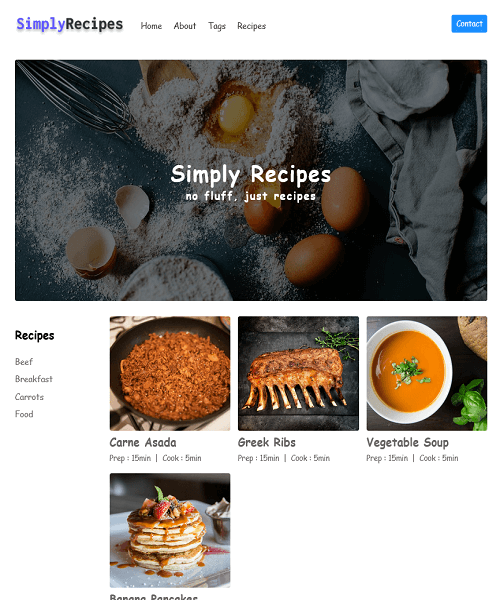 SimplyRecipes
Home About Tags Recipes
Contact
Simply Recipes
no fluff, just recipes
Recipes
Beef
Breakfast
Carrots
Food
Carne Asada
Prep : 15min | Cook : 5min
Greek Ribs
Prep : 15min | Cook : 5min
Vegetable Soup
Prep : 15min | Cook : 5min
Banana Pancakes